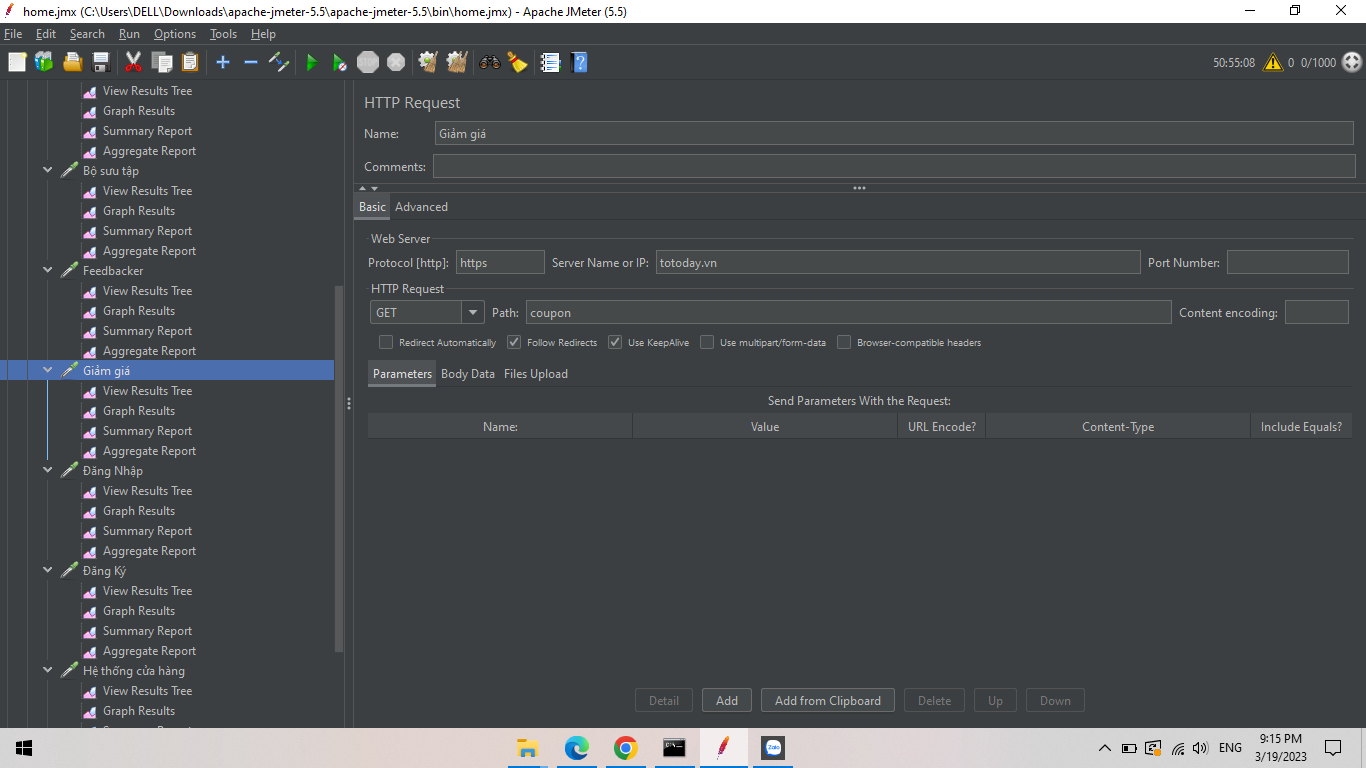 home.jmx (C:\Users\DELL\Downloads\apache-jmeter-5.5\apache-jmeter-5.5\bin\home.jmx) - Apache JMeter (5.5)
File Edit Search Run Options Tools Help
STOP
50:55:08 0 0/1000
View Results Tree
Graph Results
Summary Report
Aggregate Report
Bộ sưu tập
View Results Tree
Graph Results
Summary Report
Aggregate Report
Feedbacker
View Results Tree
Graph Results
Summary Report
Aggregate Report
Giảm giá
View Results Tree
Graph Results
Summary Report
Aggregate Report
Đăng Nhập
View Results Tree
Graph Results
Summary Report
Aggregate Report
Đăng Ký
View Results Tree
Graph Results
Summary Report
Aggregate Report
Hệ thống cửa hàng
View Results Tree
Graph Results
HTTP Request
Name: Giảm giá
Comments:
Basic Advanced
Web Server
Protocol [http]: https Server Name or IP: totoday.vn Port Number:
HTTP Request
GET Path: coupon Content encoding:
Redirect Automatically Follow Redirects Use KeepAlive Use multipart/form-data Browser-compatible headers
Parameters Body Data Files Upload
Send Parameters With the Request:
Name: Value URL Encode? Content-Type Include Equals?
Detail Add Add from Clipboard Delete Up Down
Zalo
ENG
9:15 PM
3/19/2023